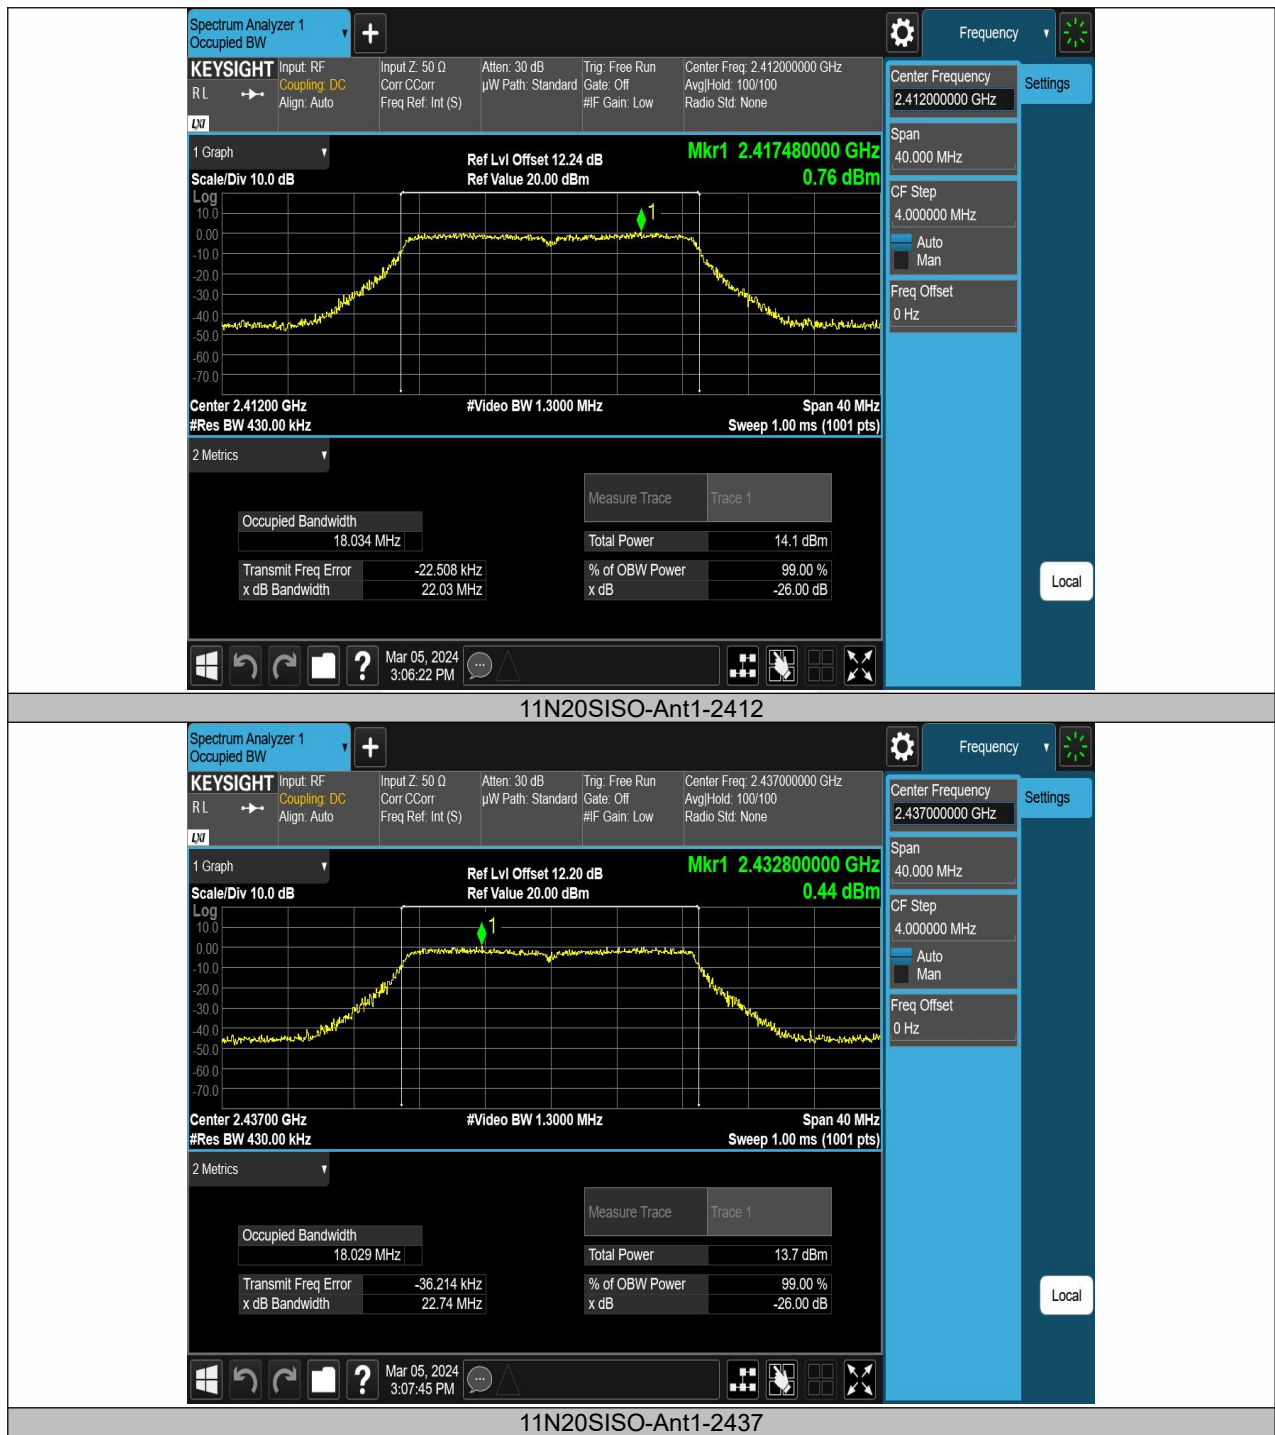 Spectrum Analyzer 1
Occupied BW
+
Frequency
KEYSIGHT
R L
LXI
Input: RF
Coupling: DC
Align: Auto
Input Z: 50 Ω
Corr CCorr
Freq Ref: Int (S)
Atten: 30 dB
µW Path: Standard
Trig: Free Run
Gate: Off
#IF Gain: Low
Center Freq: 2.412000000 GHz
Avg|Hold: 100/100
Radio Std: None
Center Frequency
2.412000000 GHz
Settings
Span
40.000 MHz
CF Step
4.000000 MHz
Auto
Man
Freq Offset
0 Hz
Local
1 Graph
Scale/Div 10.0 dB
Ref Lvl Offset 12.24 dB
Ref Value 20.00 dBm
Mkr1 2.417480000 GHz
0.76 dBm
Log
10.0
0.00
-10.0
-20.0
-30.0
-40.0
-50.0
-60.0
-70.0
1
Center 2.41200 GHz
#Res BW 430.00 kHz
#Video BW 1.3000 MHz
Span 40 MHz
Sweep 1.00 ms (1001 pts)
2 Metrics
Measure Trace Trace 1
Occupied Bandwidth
18.034 MHz
Total Power 14.1 dBm
Transmit Freq Error -22.508 kHz
% of OBW Power 99.00 %
x dB Bandwidth 22.03 MHz
x dB -26.00 dB
?
Mar 05, 2024
3:06:22 PM
11N20SISO-Ant1-2412
Spectrum Analyzer 1
Occupied BW
+
Frequency
KEYSIGHT
R L
LXI
Input: RF
Coupling: DC
Align: Auto
Input Z: 50 Ω
Corr CCorr
Freq Ref: Int (S)
Atten: 30 dB
µW Path: Standard
Trig: Free Run
Gate: Off
#IF Gain: Low
Center Freq: 2.437000000 GHz
Avg|Hold: 100/100
Radio Std: None
Center Frequency
2.437000000 GHz
Settings
Span
40.000 MHz
CF Step
4.000000 MHz
Auto
Man
Freq Offset
0 Hz
Local
1 Graph
Scale/Div 10.0 dB
Ref Lvl Offset 12.20 dB
Ref Value 20.00 dBm
Mkr1 2.432800000 GHz
0.44 dBm
Log
10.0
0.00
-10.0
-20.0
-30.0
-40.0
-50.0
-60.0
-70.0
1
Center 2.43700 GHz
#Res BW 430.00 kHz
#Video BW 1.3000 MHz
Span 40 MHz
Sweep 1.00 ms (1001 pts)
2 Metrics
Measure Trace Trace 1
Occupied Bandwidth
18.029 MHz
Total Power 13.7 dBm
Transmit Freq Error -36.214 kHz
% of OBW Power 99.00 %
x dB Bandwidth 22.74 MHz
x dB -26.00 dB
?
Mar 05, 2024
3:07:45 PM
11N20SISO-Ant1-2437